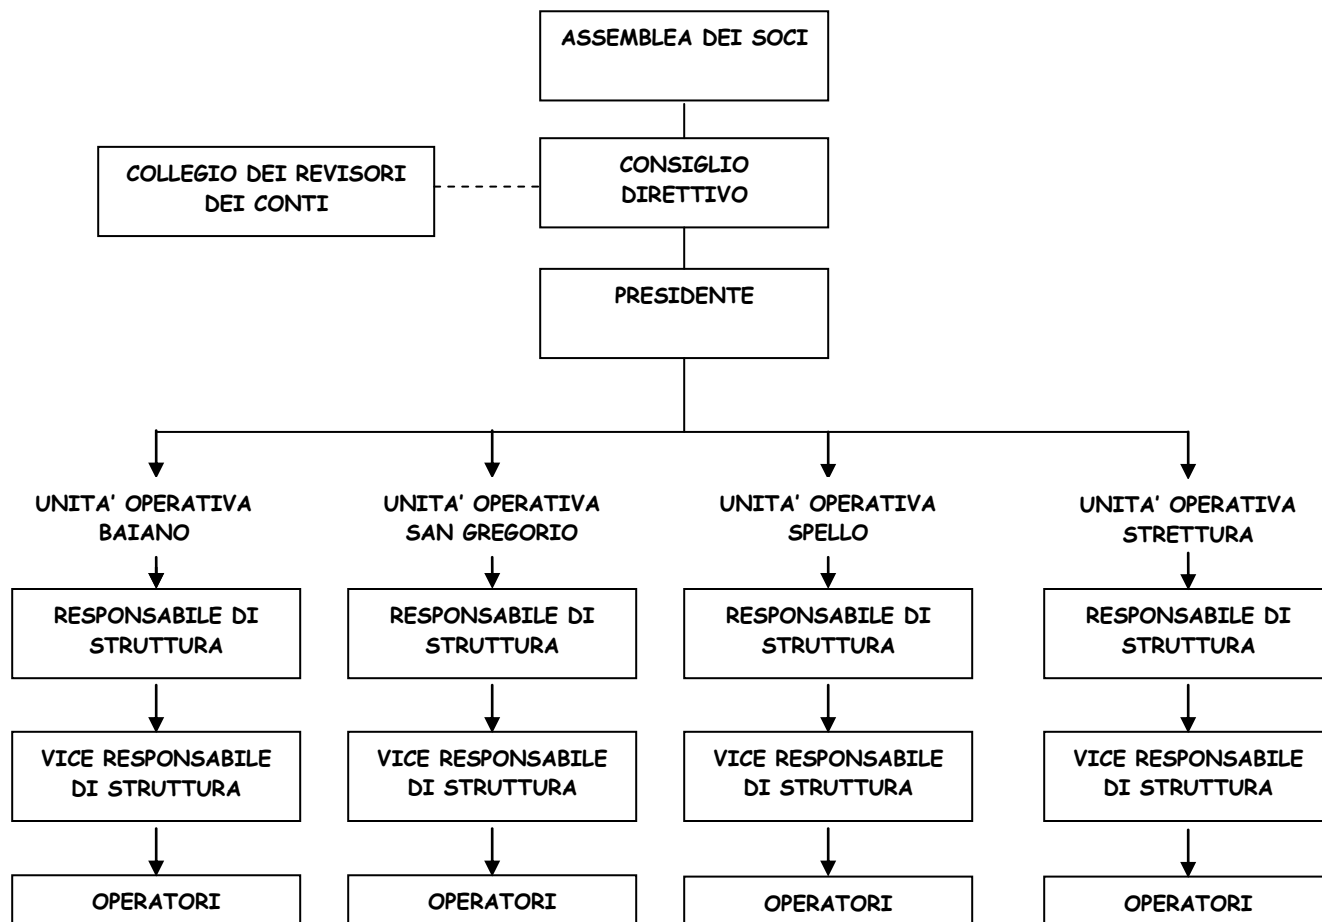 ASSEMBLEA DEI SOCI
COLLEGIO DEI REVISORI
DEI CONTI
CONSIGLIO
DIRETTIVO
PRESIDENTE
UNITA' OPERATIVA
BAIANO
UNITA' OPERATIVA
SAN GREGORIO
UNITA' OPERATIVA
SPELLO
UNITA' OPERATIVA
STRETTURA
RESPONSABILE DI
STRUTTURA
RESPONSABILE DI
STRUTTURA
RESPONSABILE DI
STRUTTURA
RESPONSABILE DI
STRUTTURA
VICE RESPONSABILE
DI STRUTTURA
VICE RESPONSABILE
DI STRUTTURA
VICE RESPONSABILE
DI STRUTTURA
VICE RESPONSABILE
DI STRUTTURA
OPERATORI
OPERATORI
OPERATORI
OPERATORI